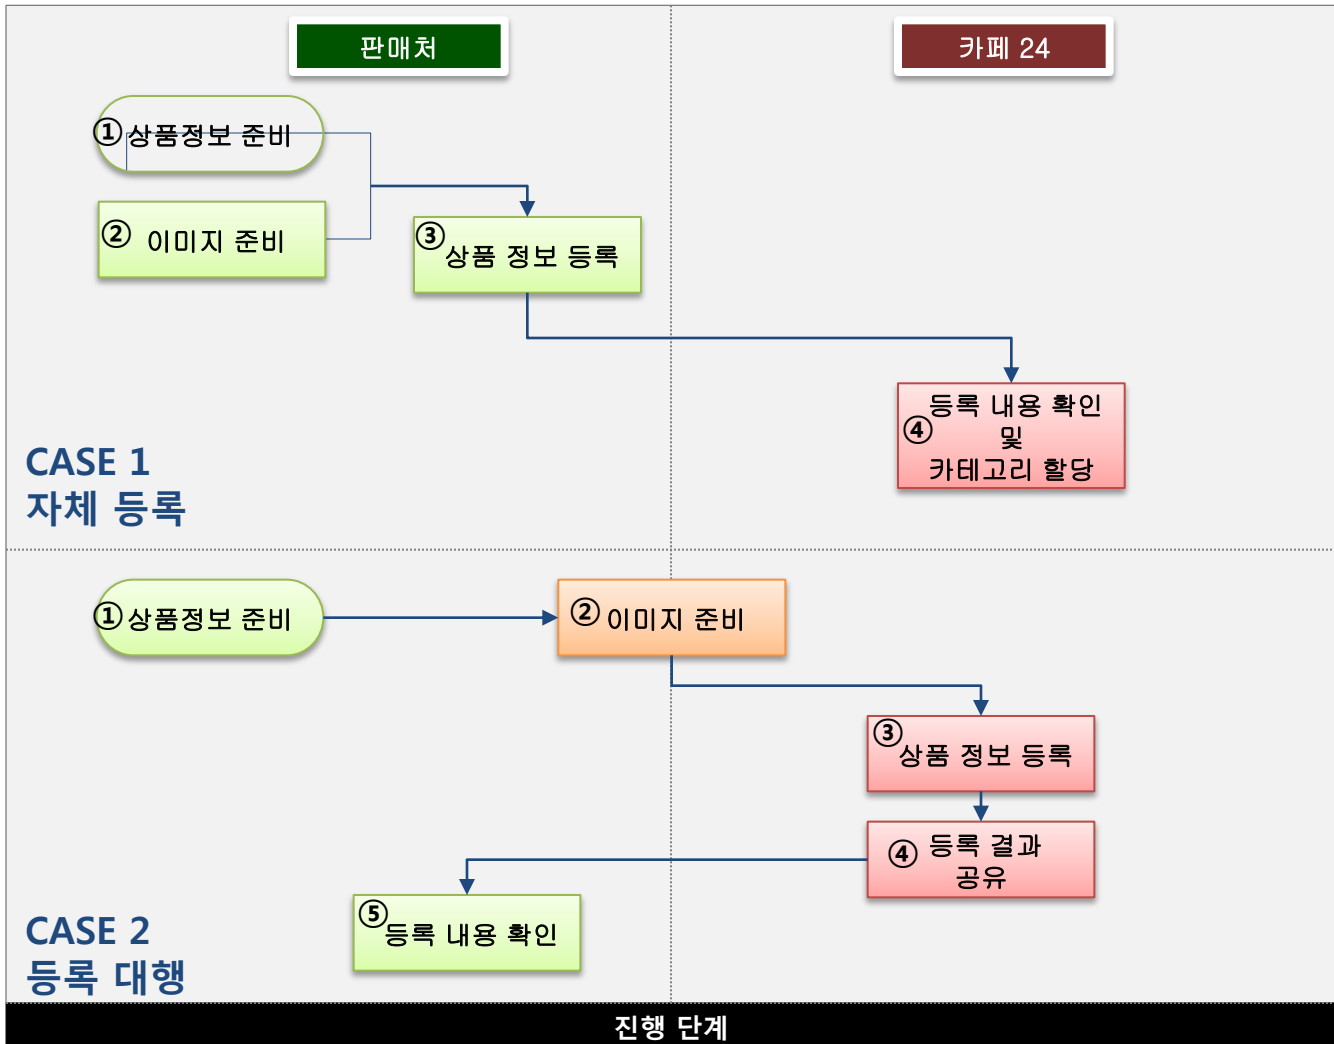 판매처
카페 24
① 상품정보 준비
② 이미지 준비
③ 상품 정보 등록
④ 등록 내용 확인
및
카테고리 할당
CASE 1
자체 등록
① 상품정보 준비
② 이미지 준비
③ 상품 정보 등록
④ 등록 결과
공유
⑤ 등록 내용 확인
CASE 2
등록 대행
진행 단계